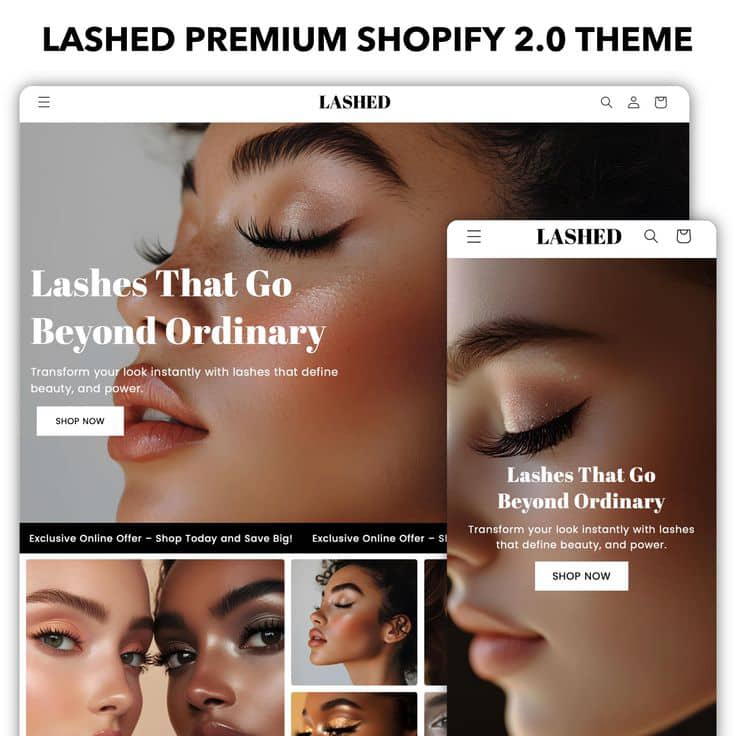 LASHED PREMIUM SHOPIFY 2.0 THEME
LASHED
Lashes That Go
Beyond Ordinary
Transform your look instantly with lashes that define
beauty, and power.
SHOP NOW
Exclusive Online Offer – Shop Today and Save Big! Exclusive Online Offer –
LASHED
Lashes That Go
Beyond Ordinary
Transform your look instantly with lashes
that define beauty, and power.
SHOP NOW